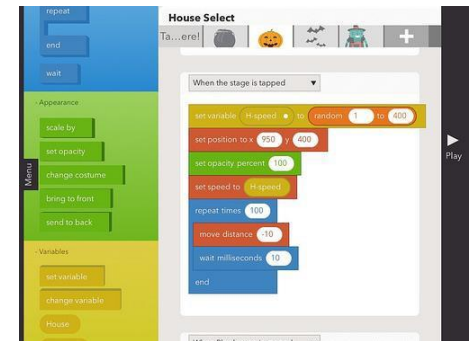 repeat
end
wait
- Appearance
scale by
set opacity
change costume
bring to front
send to back
- Variables
set variable
change variable
House
Menu
House Select
Ta...ere!
+
When the stage is tapped
set variable H-speed to random 1 to 400
set position to x 950 y 400
set opacity percent 100
set speed to H-speed
repeat times 100
move distance -10
wait milliseconds 10
end
Play